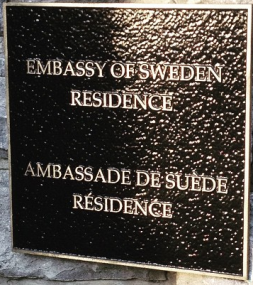 EMBASSY OF SWEDEN
RESIDENCE
AMBASSADE DE SUÈDE
RÉSIDENCE